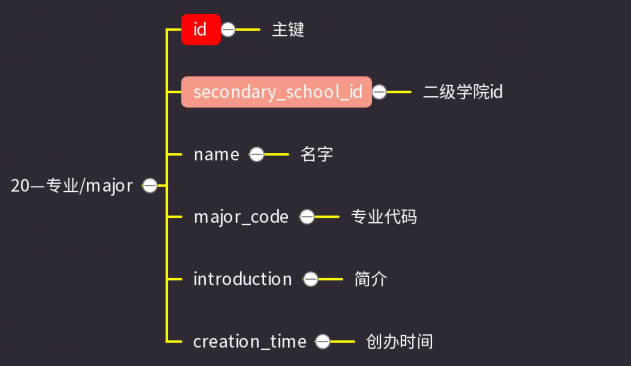 id 主键
secondary_school_id 二级学院id
name 名字
20—专业/major
major_code 专业代码
introduction 简介
creation_time 创办时间